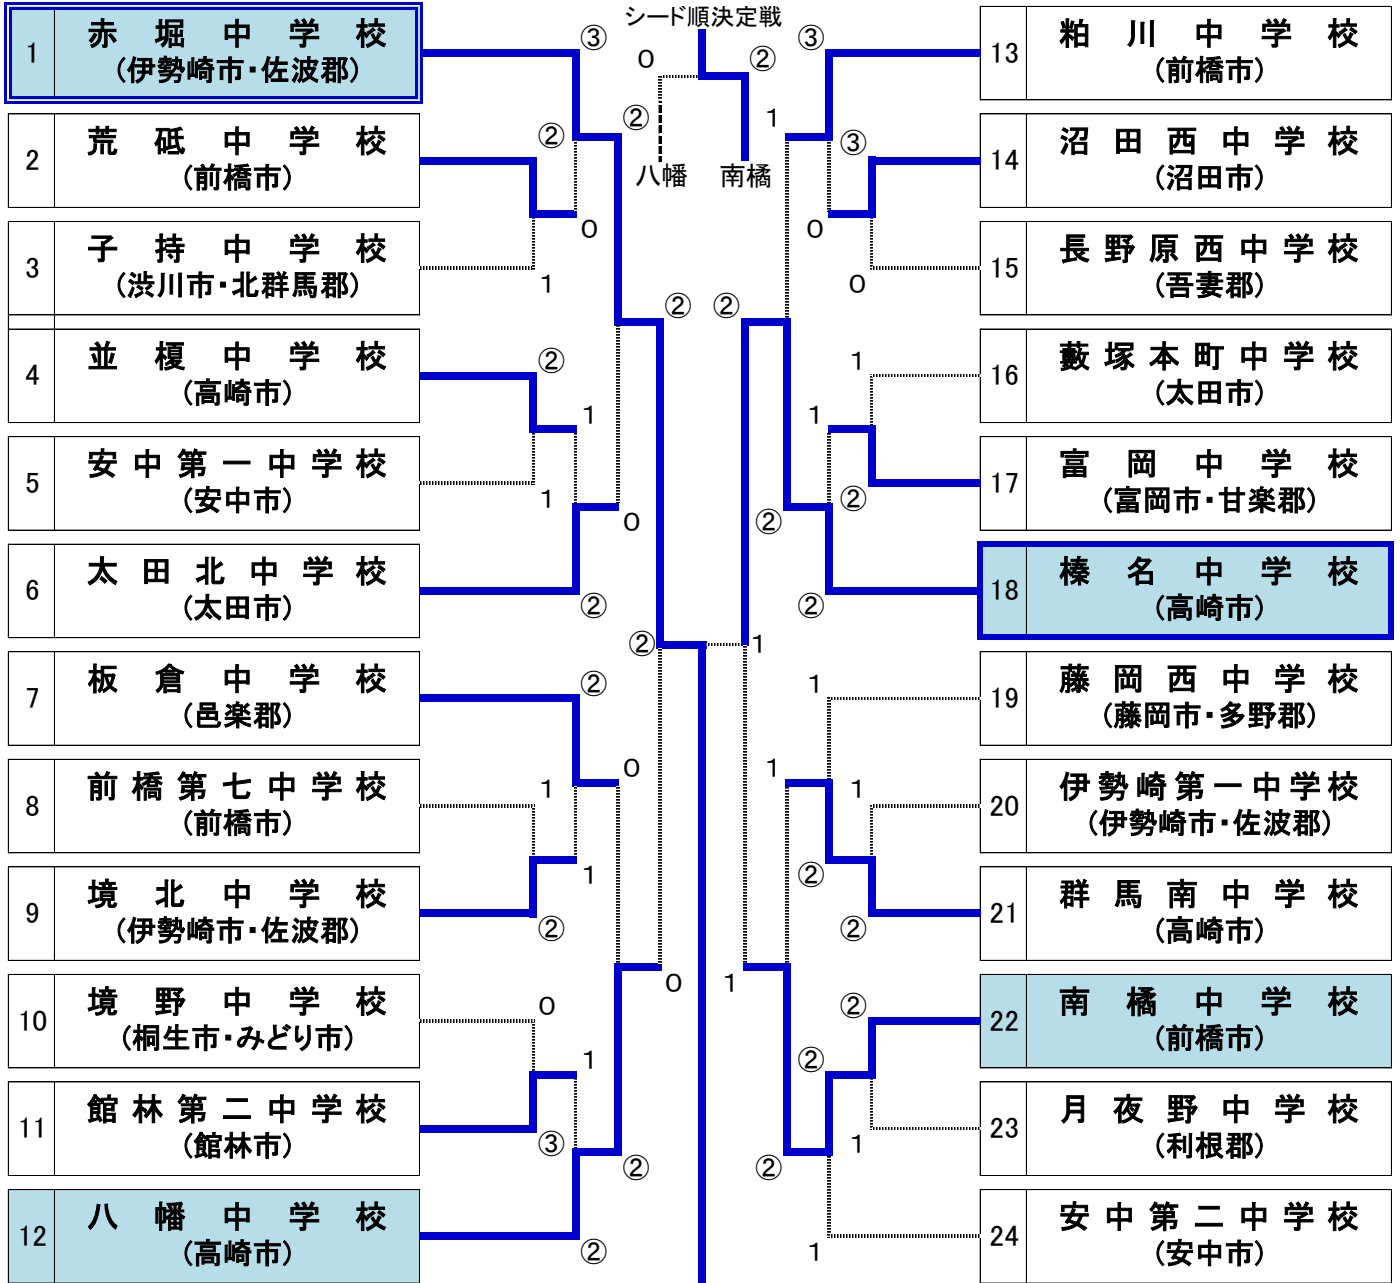 シード順決定戦
0
②
八幡
南橘
1
赤堀中学校
(伊勢崎市・佐波郡)
2
荒砥中学校
(前橋市)
3
子持中学校
(渋川市・北群馬郡)
4
並榎中学校
(高崎市)
5
安中第一中学校
(安中市)
6
太田北中学校
(太田市)
7
板倉中学校
(邑楽郡)
8
前橋第七中学校
(前橋市)
9
境北中学校
(伊勢崎市・佐波郡)
10
境野中学校
(桐生市・みどり市)
11
館林第二中学校
(館林市)
12
八幡中学校
(高崎市)
③
②
0
1
②
1
1
②
②
1
1
②
0
1
③
②
②
0
0
②
②
0
②
②
1
③
③
0
0
1
1
②
②
1
②
1
1
②
②
②
②
1
1
②
1
②
1
13
粕川中学校
(前橋市)
14
沼田西中学校
(沼田市)
15
長野原西中学校
(吾妻郡)
16
藪塚本町中学校
(太田市)
17
富岡中学校
(富岡市・甘楽郡)
18
榛名中学校
(高崎市)
19
藤岡西中学校
(藤岡市・多野郡)
20
伊勢崎第一中学校
(伊勢崎市・佐波郡)
21
群馬南中学校
(高崎市)
22
南橘中学校
(前橋市)
23
月夜野中学校
(利根郡)
24
安中第二中学校
(安中市)